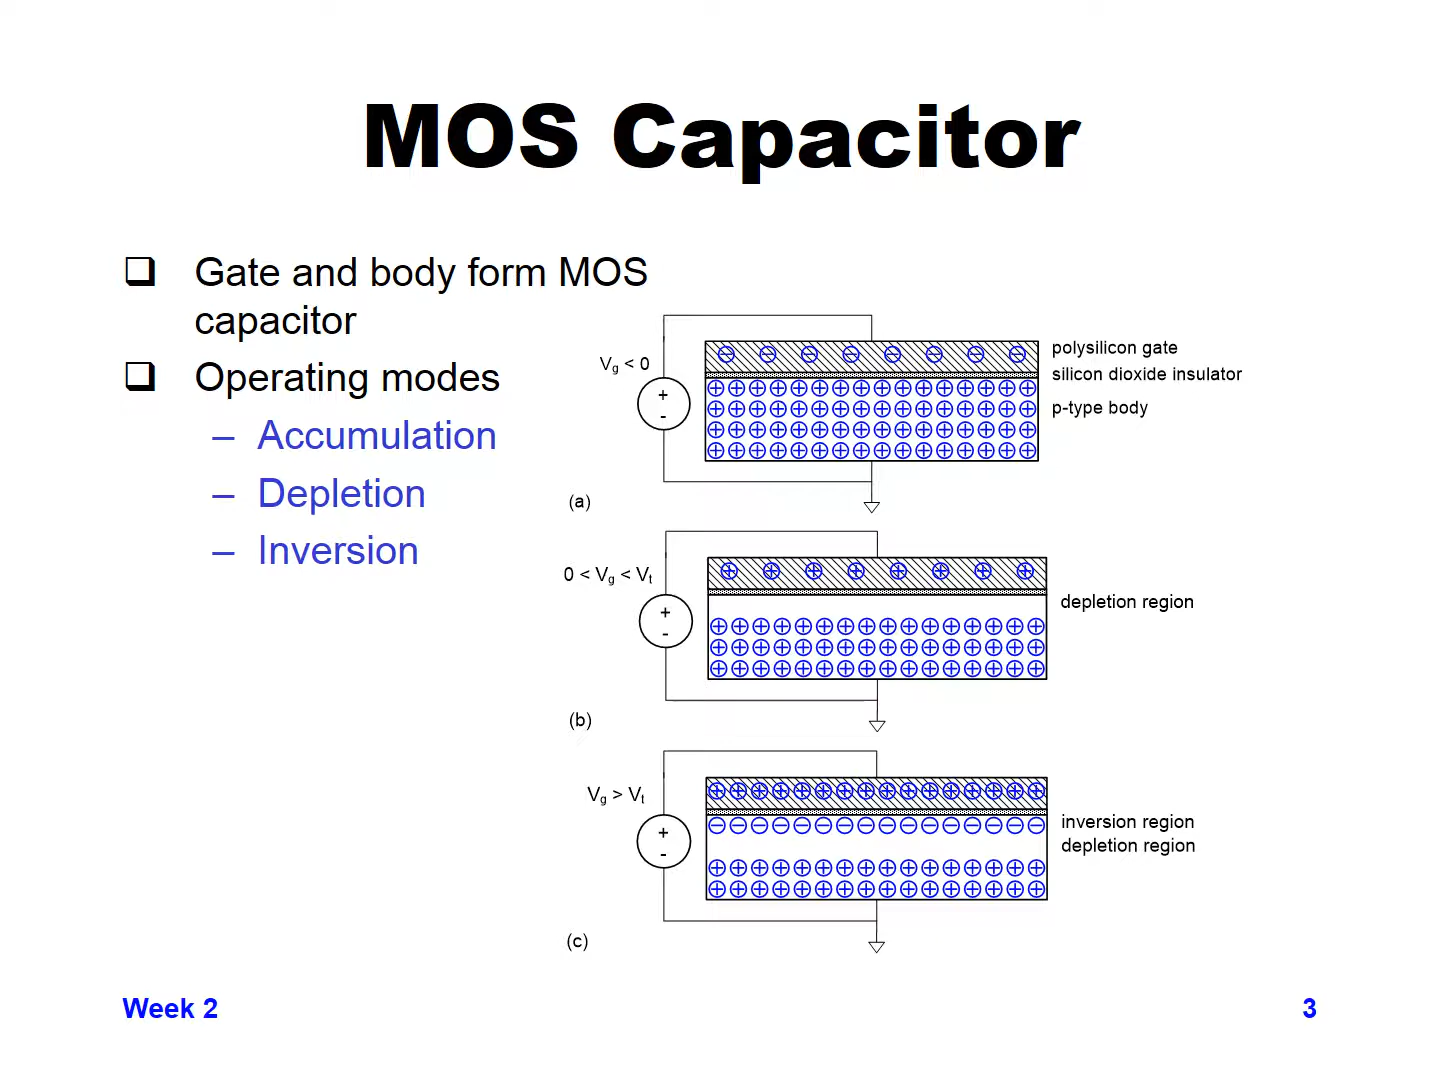 MOS Capacitor
❑ Gate and body form MOS
capacitor
❑ Operating modes
– Accumulation
– Depletion
– Inversion
Vg < 0
+
-
polysilicon gate
silicon dioxide insulator
p-type body
(a)
0 < Vg < Vt
+
-
depletion region
(b)
Vg > Vt
+
-
inversion region
depletion region
(c)
Week 2
3